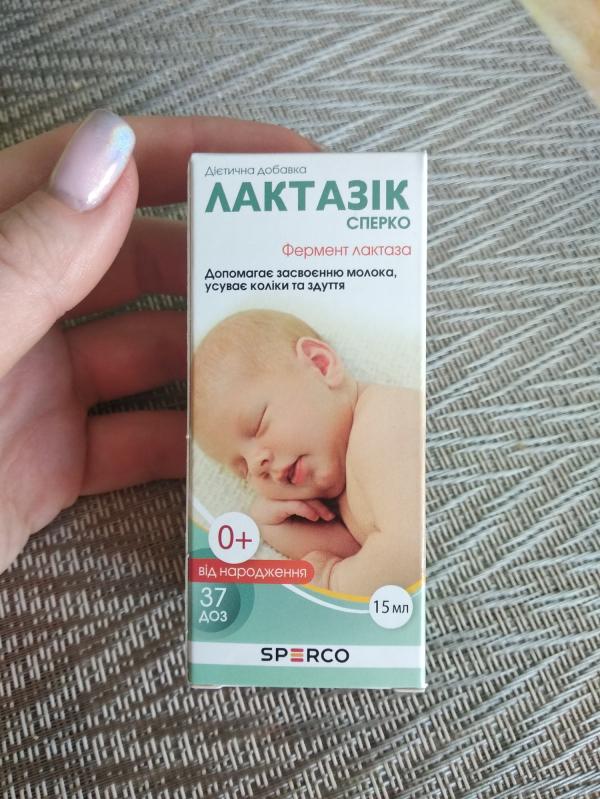 Дієтична добавка
ЛАКТАЗІК
СПЕРКО
Фермент лактаза
Допомагає засвоєнню молока,
усуває коліки та здуття
0+
від народження
37
ДОЗ
15 мл
SPERCO